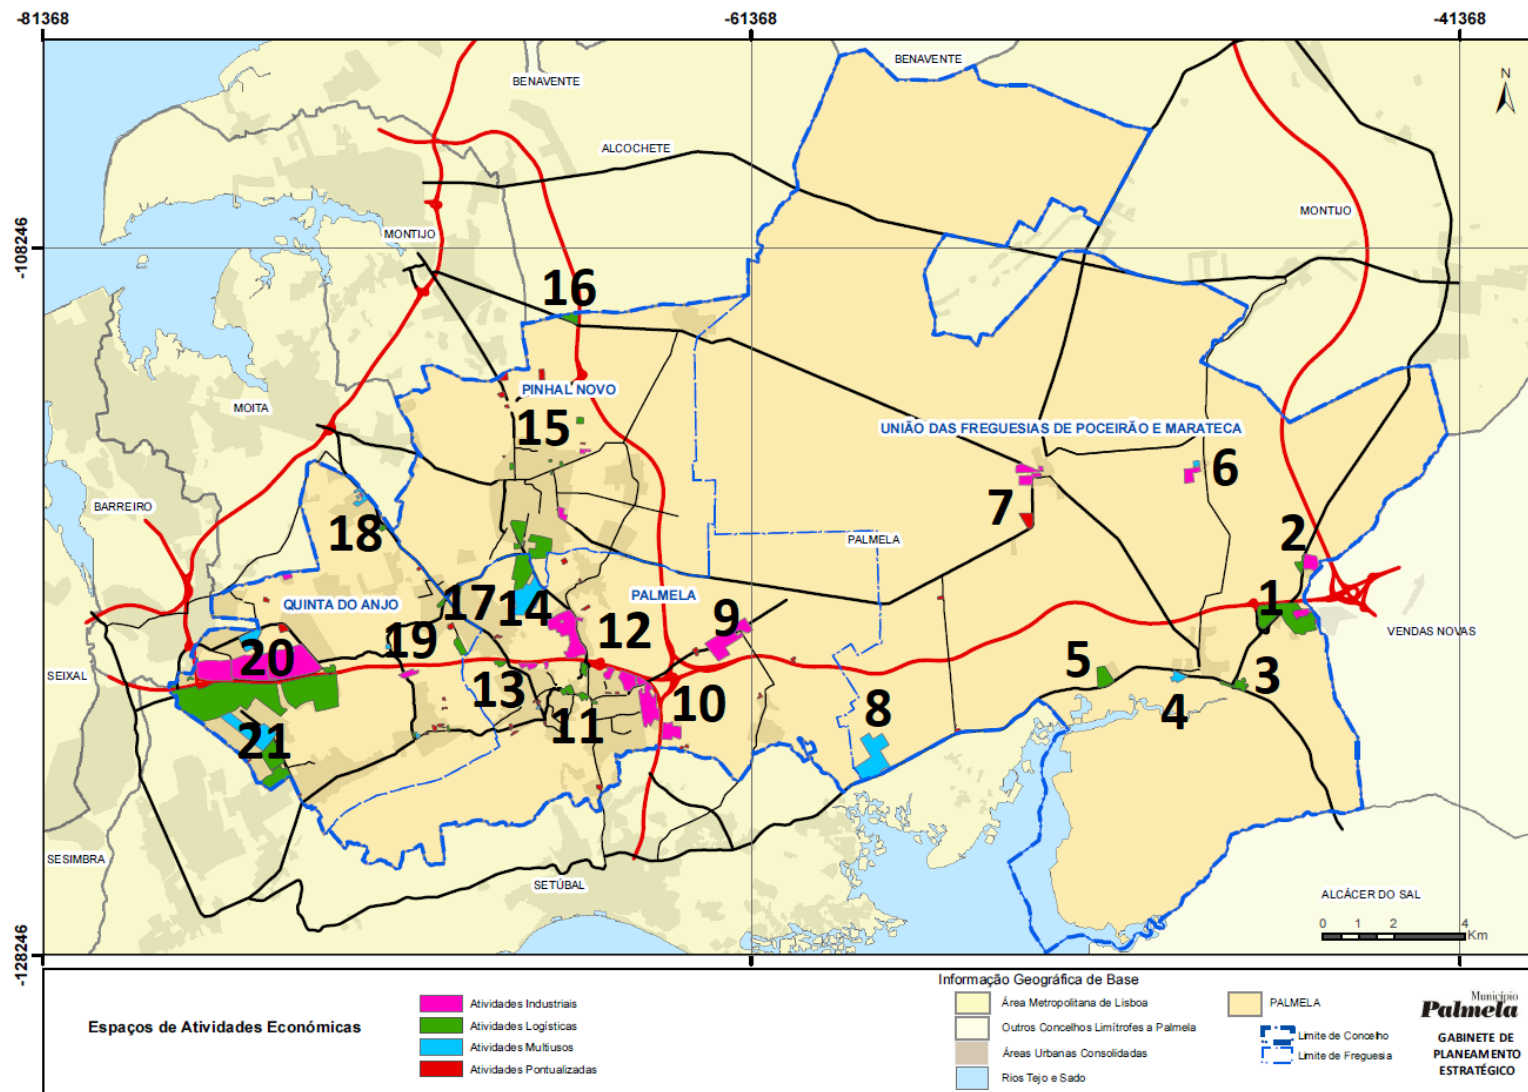 -81368
-61368
-41368
BENAVENTE
BENAVENTE
N
ALCOCHETE
MONTIJO
MONTIJO
-108246
16
PINHAL NOVO
MOITA
15
UNIÃO DAS FREGUESIAS DE POCEIRÃO E MARATECA
6
BARREIRO
7
18
PALMELA
2
QUINTA DO ANJO
17
14
PALMELA
9
1
12
VENDAS NOVAS
19
20
SEIXAL
5
3
13
10
8
4
11
21
SESIMBRA
SETÚBAL
ALCÁCER DO SAL
0 1 2 4
Km
-128246
Espaços de Atividades Económicas
Atividades Industriais
Atividades Logísticas
Atividades Multiusos
Atividades Pontualizadas
Informação Geográfica de Base
Área Metropolitana de Lisboa
Outros Concelhos Limítrofes a Palmela
Áreas Urbanas Consolidadas
Rios Tejo e Sado
PALMELA
Limite de Concelho
Limite de Freguesia
Município
Palmela
GABINETE DE
PLANEAMENTO
ESTRATÉGICO